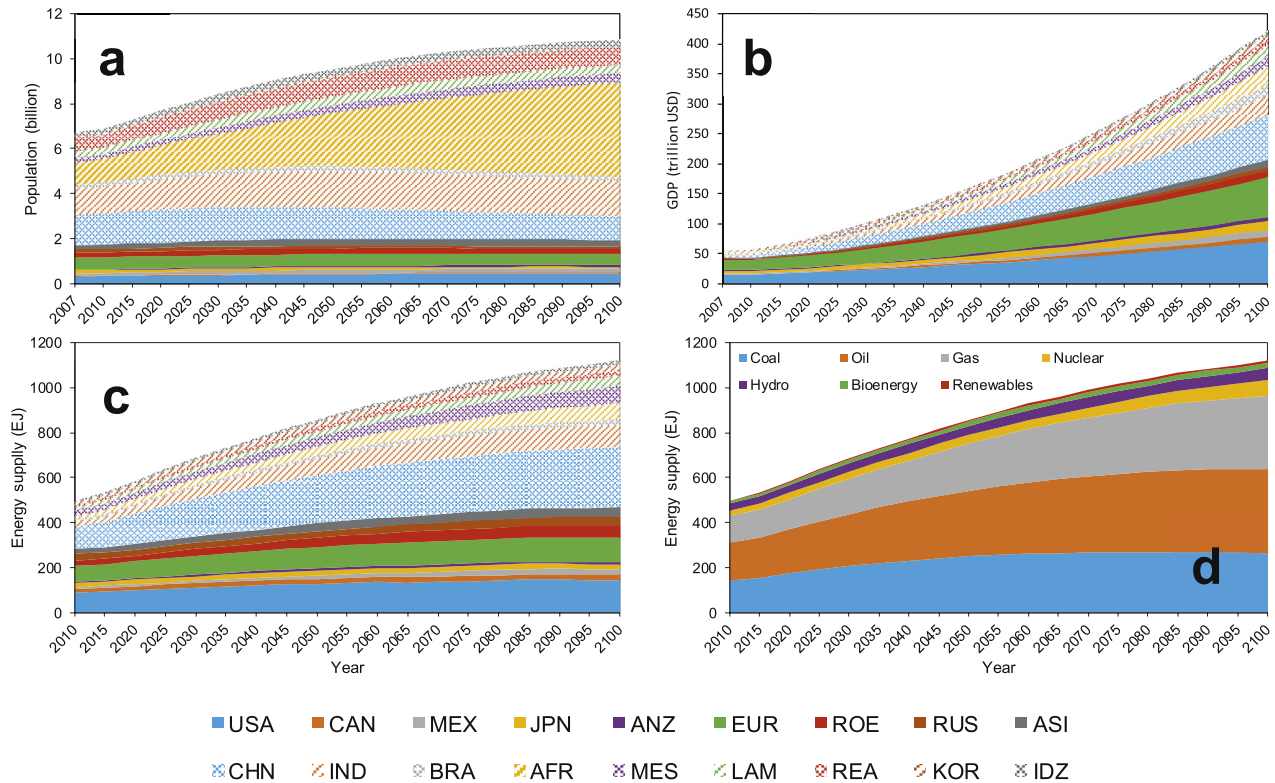 a
Population (billion)
12
10
8
6
4
2
0
2007 2010 2015 2020 2025 2030 2035 2040 2045 2050 2055 2060 2065 2070 2075 2080 2085 2090 2095 2100
b
GDP (trillion USD)
450
400
350
300
250
200
150
100
50
0
2007 2010 2015 2020 2025 2030 2035 2040 2045 2050 2055 2060 2065 2070 2075 2080 2085 2090 2095 2100
c
Energy supplly (EJ)
1200
1000
800
600
400
200
0
2010 2015 2020 2025 2030 2035 2040 2045 2050 2055 2060 2065 2070 2075 2080 2085 2090 2095 2100
Year
Energy supply (EJ)
1200
1000
800
600
400
200
0
Coal Oil Gas Nuclear
Hydro Bioenergy Renewables
d
2010 2015 2020 2025 2030 2035 2040 2045 2050 2055 2060 2065 2070 2075 2080 2085 2090 2095 2100
Year
USA CAN MEX JPN ANZ EUR ROE RUS ASI
CHN IND BRA AFR MES LAM REA KOR IDZ